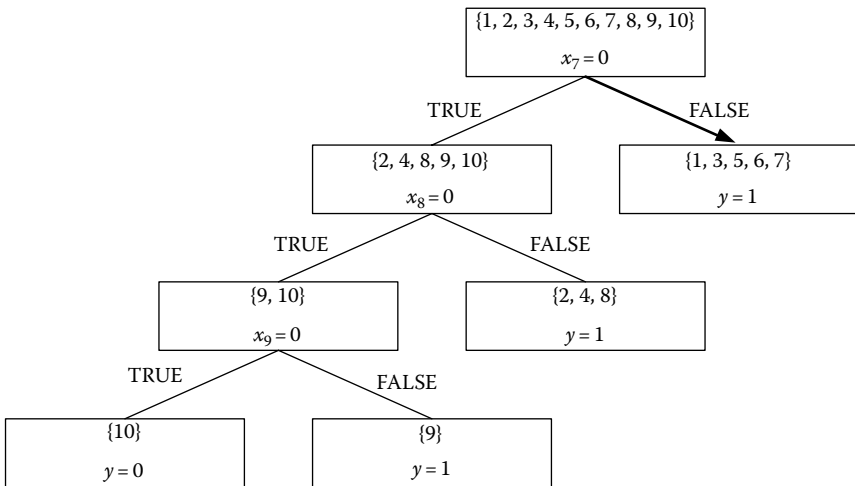 {1, 2, 3, 4, 5, 6, 7, 8, 9, 10}
x₇ = 0
TRUE
FALSE
{2, 4, 8, 9, 10}
x₈ = 0
{1, 3, 5, 6, 7}
y = 1
TRUE
FALSE
{9, 10}
x₉ = 0
{2, 4, 8}
y = 1
TRUE
FALSE
{10}
y = 0
{9}
y = 1